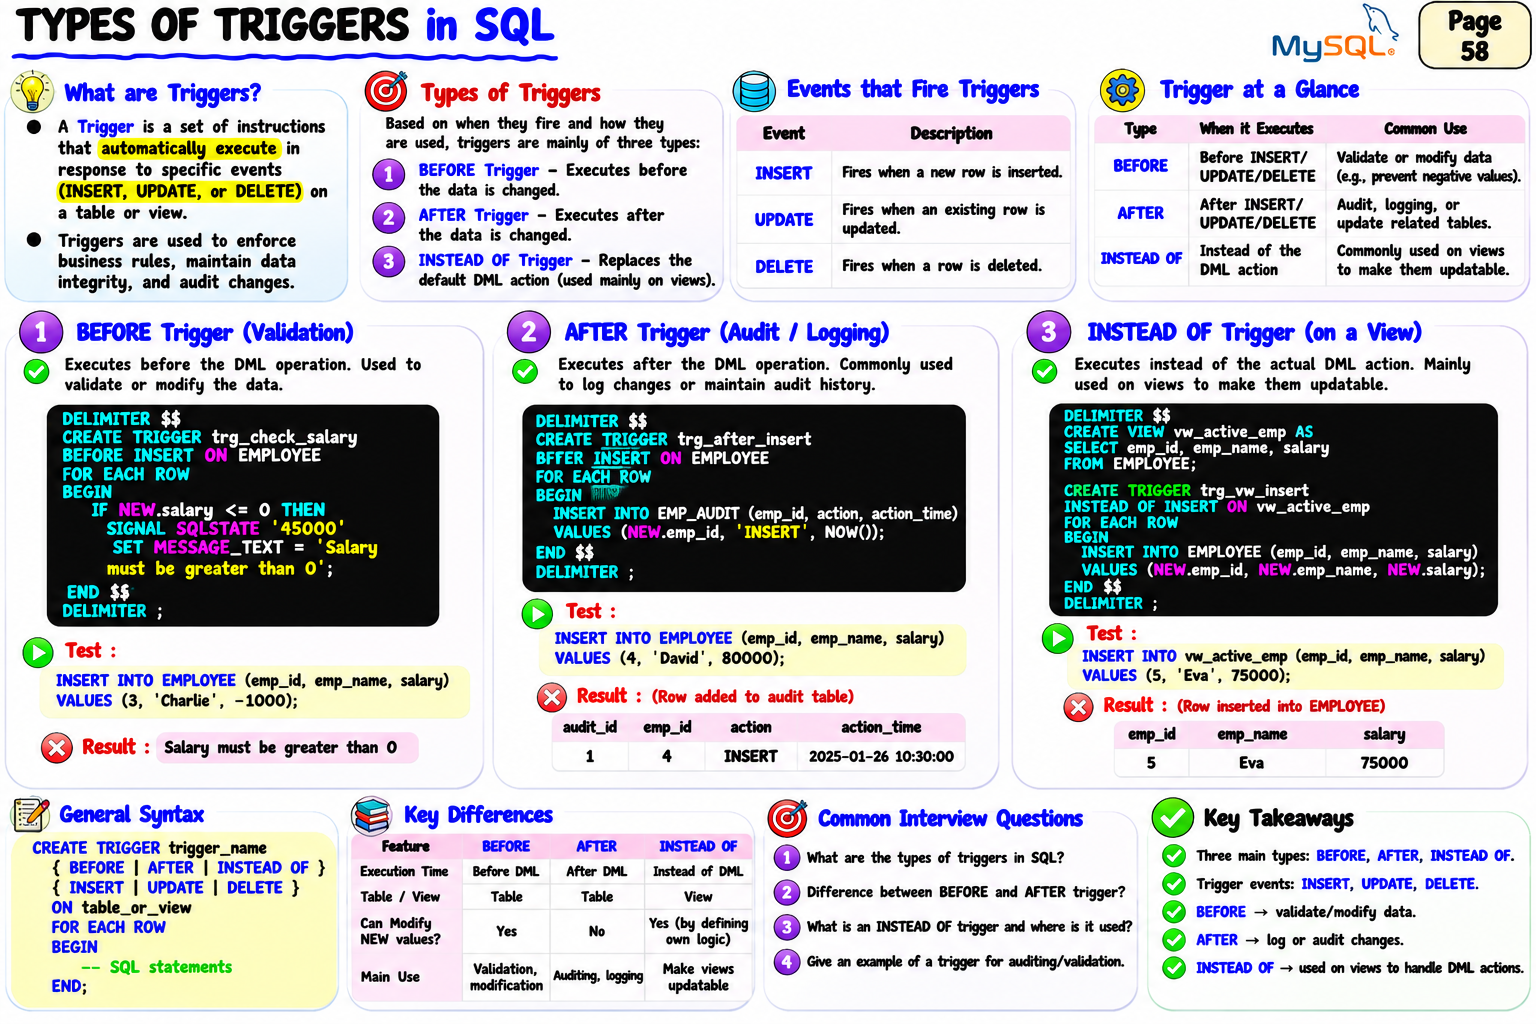 TYPES OF TRIGGERS in SQL
MySQL®
Page
58
What are Triggers?
● A Trigger is a set of instructions
that automatically execute in
response to specific events
(INSERT, UPDATE, or DELETE) on
a table or view.
● Triggers are used to enforce
business rules, maintain data
integrity, and audit changes.
Types of Triggers
Based on when they fire and how they
are used, triggers are mainly of three types:
1 BEFORE Trigger – Executes before
the data is changed.
2 AFTER Trigger – Executes after
the data is changed.
3 INSTEAD OF Trigger – Replaces the
default DML action (used mainly on views).
Events that Fire Triggers
Event Description
INSERT Fires when a new row is inserted.
UPDATE Fires when an existing row is
updated.
DELETE Fires when a row is deleted.
Trigger at a Glance
Type When it Executes Common Use
BEFORE Before INSERT/ Validate or modify data
UPDATE/DELETE (e.g., prevent negative values).
AFTER After INSERT/ Audit, logging, or
UPDATE/DELETE update related tables.
INSTEAD OF Instead of the Commonly used on views
DML action to make them updatable.
1 BEFORE Trigger (Validation)
Executes before the DML operation. Used to
validate or modify the data.
DELIMITER $$
CREATE TRIGGER trg_check_salary
BEFORE INSERT ON EMPLOYEE
FOR EACH ROW
BEGIN
IF NEW.salary <= 0 THEN
SIGNAL SQLSTATE '45000'
SET MESSAGE_TEXT = 'Salary
must be greater than 0';
END $$
DELIMITER ;
Test :
INSERT INTO EMPLOYEE (emp_id, emp_name, salary)
VALUES (3, 'Charlie', -1000);
Result : Salary must be greater than 0
2 AFTER Trigger (Audit / Logging)
Executes after the DML operation. Commonly used
to log changes or maintain audit history.
DELIMITER $$
CREATE TRIGGER trg_after_insert
BFFER INSERT ON EMPLOYEE
FOR EACH ROW
BEGIN
INSERT INTO EMP_AUDIT (emp_id, action, action_time)
VALUES (NEW.emp_id, 'INSERT', NOW());
END $$
DELIMITER ;
Test :
INSERT INTO EMPLOYEE (emp_id, emp_name, salary)
VALUES (4, 'David', 80000);
Result : (Row added to audit table)
audit_id emp_id action action_time
1 4 INSERT 2025-01-26 10:30:00
3 INSTEAD OF Trigger (on a View)
Executes instead of the actual DML action. Mainly
used on views to make them updatable.
DELIMITER $$
CREATE VIEW vw_active_emp AS
SELECT emp_id, emp_name, salary
FROM EMPLOYEE;
CREATE TRIGGER trg_vw_insert
INSTEAD OF INSERT ON vw_active_emp
FOR EACH ROW
BEGIN
INSERT INTO EMPLOYEE (emp_id, emp_name, salary)
VALUES (NEW.emp_id, NEW.emp_name, NEW.salary);
END $$
DELIMITER ;
Test :
INSERT INTO vw_active_emp (emp_id, emp_name, salary)
VALUES (5, 'Eva', 75000);
Result : (Row inserted into EMPLOYEE)
emp_id emp_name salary
5 Eva 75000
General Syntax
CREATE TRIGGER trigger_name
{ BEFORE | AFTER | INSTEAD OF }
{ INSERT | UPDATE | DELETE }
ON table_or_view
FOR EACH ROW
BEGIN
-- SQL statements
END;
Key Differences
Feature BEFORE AFTER INSTEAD OF
Execution Time Before DML After DML Instead of DML
Table / View Table Table View
Can Modify NEW values? Yes No Yes (by defining own logic)
Main Use Validation, modification Auditing, logging Make views updatable
Common Interview Questions
1 What are the types of triggers in SQL?
2 Difference between BEFORE and AFTER trigger?
3 What is an INSTEAD OF trigger and where is it used?
4 Give an example of a trigger for auditing/validation.
Key Takeaways
Three main types: BEFORE, AFTER, INSTEAD OF.
Trigger events: INSERT, UPDATE, DELETE.
BEFORE → validate/modify data.
AFTER → log or audit changes.
INSTEAD OF → used on views to handle DML actions.